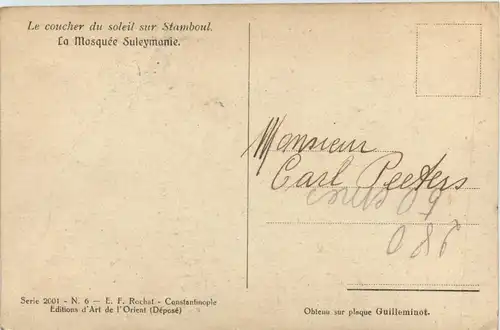 Le coucher du soleil sur Stamboul.
La Mosquée Suleymanie.
Monsieur
Carl Peeters
Serie 2001 - N. 6 — E. F. Rochat - Constantinople
Editions d'Art de l'Orient (Déposé)
Obtenu sur plaque Guilleminot.